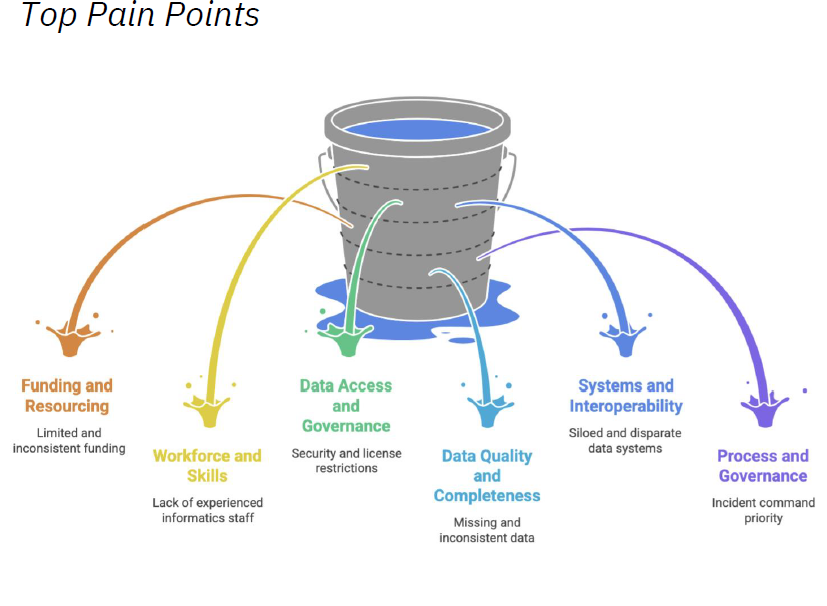 Top Pain Points
Funding and
Resourcing
Limited and
inconsistent funding
Workforce and
Skills
Lack of experienced
informatics staff
Data Access
and
Governance
Security and license
restrictions
Data Quality
and
Completeness
Missing and
inconsistent data
Systems and
Interoperability
Siloed and disparate
data systems
Process and
Governance
Incident command
priority